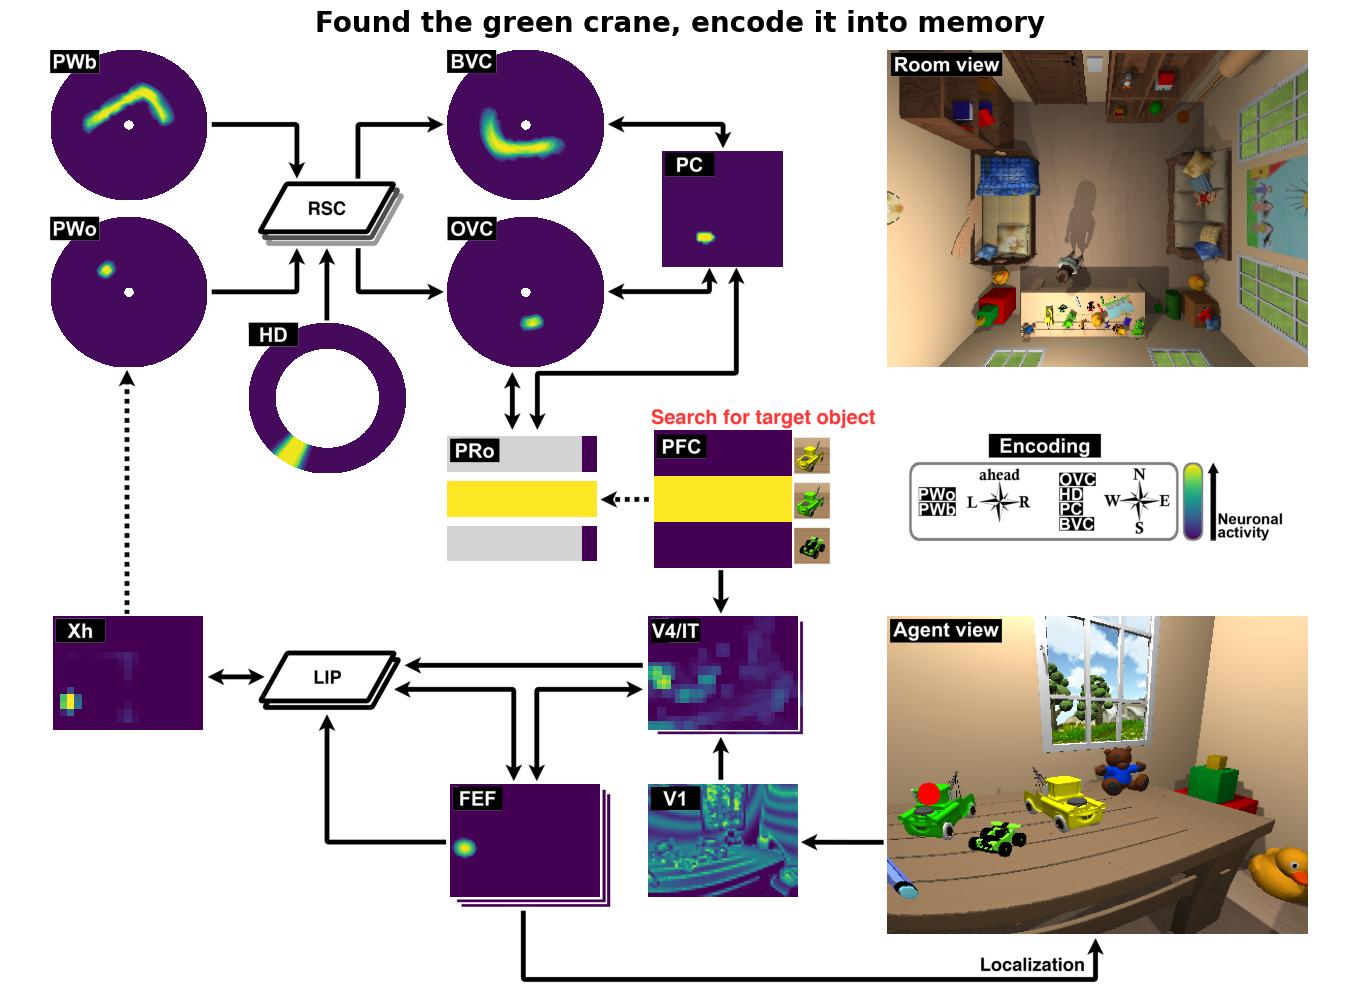 Found the green crane, encode it into memory
PWb
BVC
Room view
PC
RSC
PWo
OVC
HD
Search for target object
PRo
PFC
Encoding
ahead
L
R
PWo
PWb
OVC
HD
PC
BVC
N
W
E
S
Neuronal
activity
Xh
LIP
V4/IT
Agent view
FEF
V1
Localization